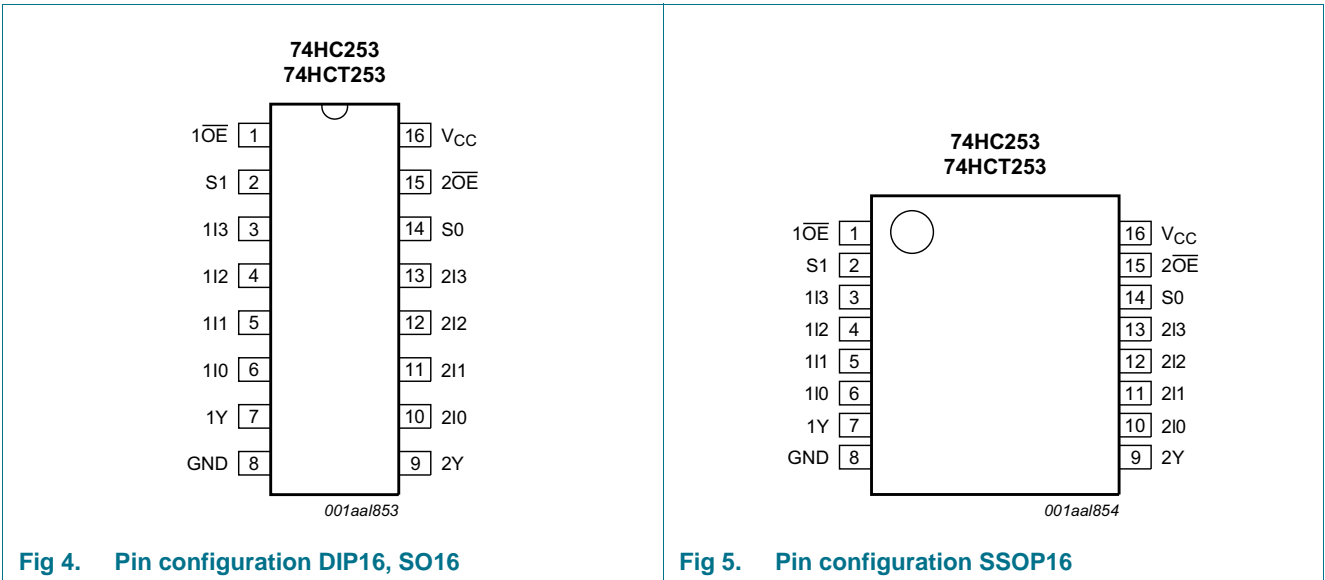 74HC253
74HCT253
1O̅E̅ 1
16 VCC
S1 2
15 2O̅E̅
1I3 3
14 S0
1I2 4
13 2I3
1I1 5
12 2I2
1I0 6
11 2I1
1Y 7
10 2I0
GND 8
9 2Y
001aal853
Fig 4. Pin configuration DIP16, SO16
74HC253
74HCT253
1O̅E̅ 1
16 VCC
S1 2
15 2O̅E̅
1I3 3
14 S0
1I2 4
13 2I3
1I1 5
12 2I2
1I0 6
11 2I1
1Y 7
10 2I0
GND 8
9 2Y
001aal854
Fig 5. Pin configuration SSOP16